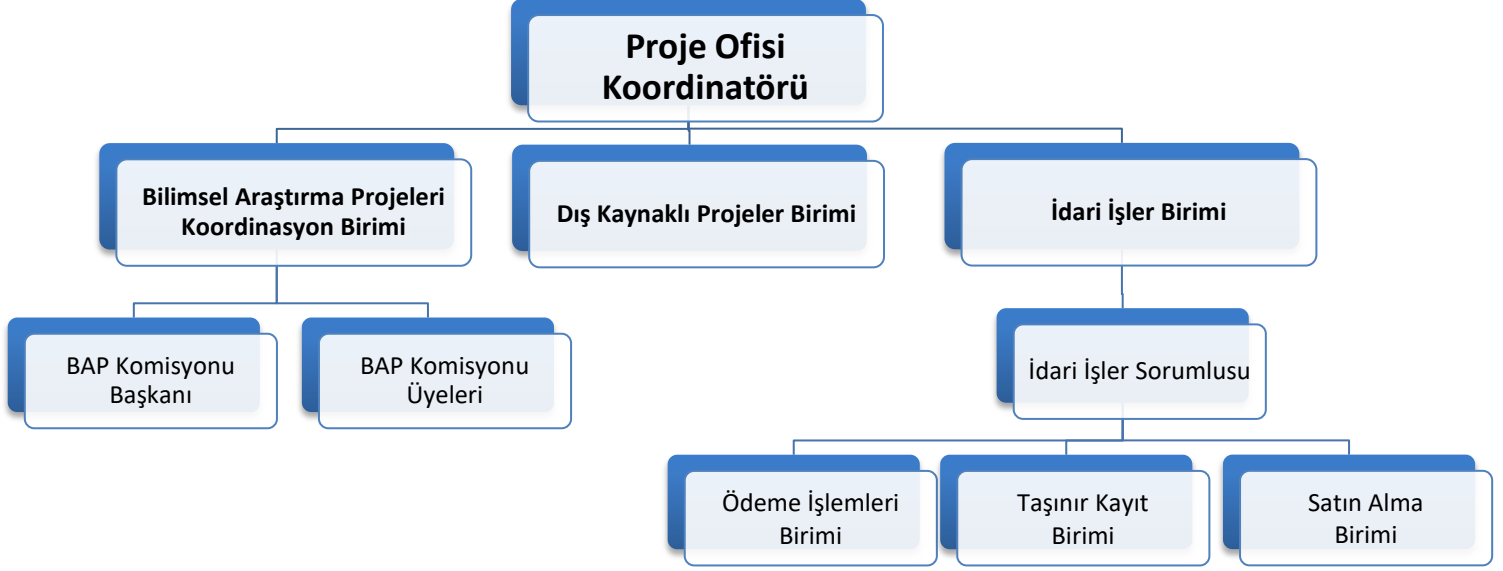 Proje Ofisi
Koordinatörü
Bilimsel Araştırma Projeleri
Koordinasyon Birimi
Dış Kaynaklı Projeler Birimi
İdari İşler Birimi
BAP Komisyonu
Başkanı
BAP Komisyonu
Üyeleri
İdari İşler Sorumlusu
Ödeme İşlemleri
Birimi
Taşınır Kayıt
Birimi
Satın Alma
Birimi